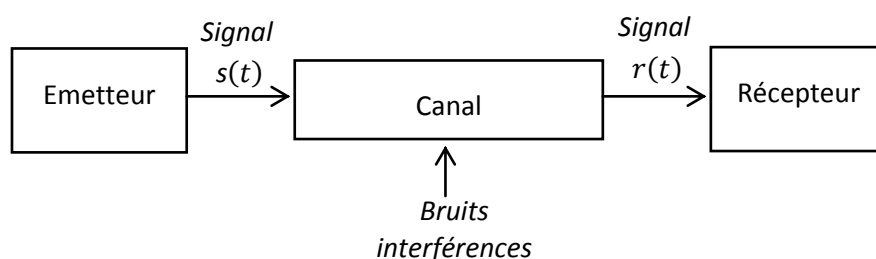 Signal
s(t)
Signal
r(t)
Emetteur
Canal
Récepteur
Bruits
interférences